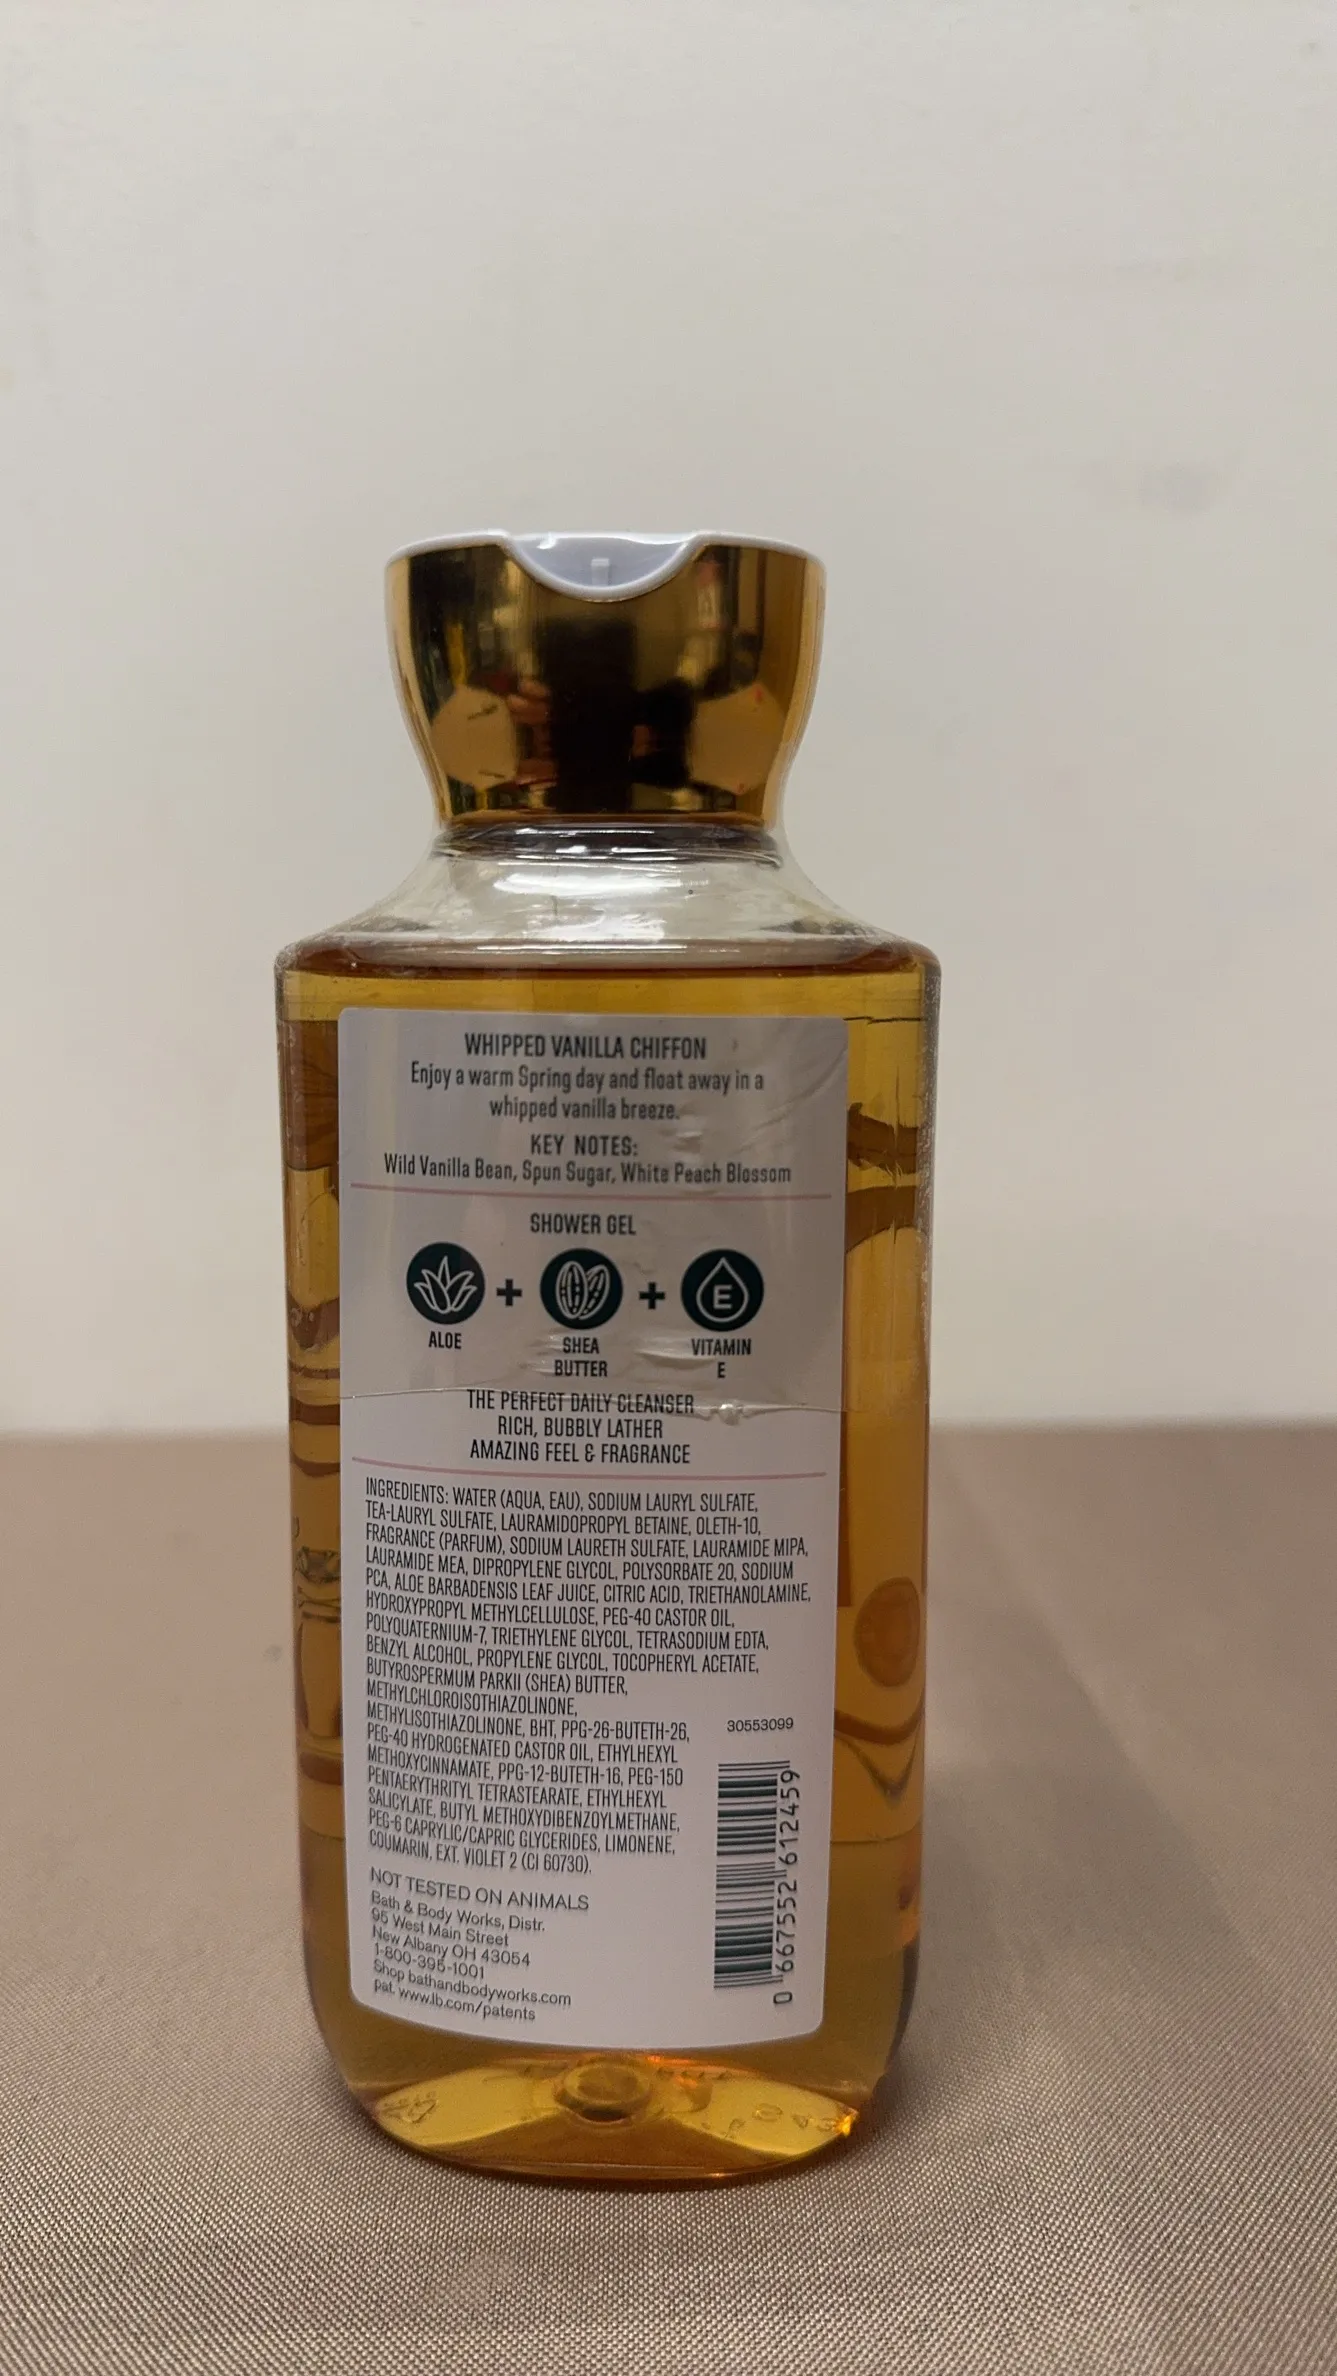 WHIPPED VANILLA CHIFFON
Enjoy a warm Spring day and float away in a
whipped vanilla breeze.
KEY NOTES:
Wild Vanilla Bean, Spun Sugar, White Peach Blossom
SHOWER GEL
E
ALOE
SHEA
BUTTER
VITAMIN
E
THE PERFECT DAILY CLEANSER
RICH, BUBBLY LATHER
AMAZING FEEL & FRAGRANCE
INGREDIENTS: WATER (AQUA, EAU), SODIUM LAURYL SULFATE,
TEA-LAURYL SULFATE, LAURAMIDOPROPYL BETAINE, OLETH-10,
FRAGRANCE (PARFUM), SODIUM LAURETH SULFATE, LAURAMIDE MIPA,
LAURAMIDE MEA, DIPROPYLENE GLYCOL, POLYSORBATE 20, SODIUM
PCA, ALOE BARBADENSIS LEAF JUICE, CITRIC ACID, TRIETHANOLAMINE,
HYDROXYPROPYL METHYLCELLULOSE, PEG-40 CASTOR OIL,
POLYQUATERNIUM-7, TRIETHYLENE GLYCOL, TETRASODIUM EDTA,
BENZYL ALCOHOL, PROPYLENE GLYCOL, TOCOPHERYL ACETATE,
BUTYROSPERMUM PARKII (SHEA) BUTTER,
METHYLCHLOROISOTHIAZOLINONE,
METHYLISOTHIAZOLINONE, BHT, PPG-26-BUTETH-26,
PEG-40 HYDROGENATED CASTOR OIL, ETHYLHEXYL
METHOXYCINNAMATE, PPG-12-BUTETH-16, PEG-150
PENTAERYTHRITYL TETRASTEARATE, ETHYLHEXYL
SALICYLATE, BUTYL METHOXYDIBENZOYLMETHANE,
PEG-6 CAPRYLIC/CAPRIC GLYCERIDES, LIMONENE,
COUMARIN, EXT. VIOLET 2 (CI 60730).
30553099
0 667552 612459
NOT TESTED ON ANIMALS
Bath & Body Works, Distr.
95 West Main Street
New Albany OH 43054
1-800-395-1001
Shop bathandbodyworks.com
pat. www.lb.com/patents